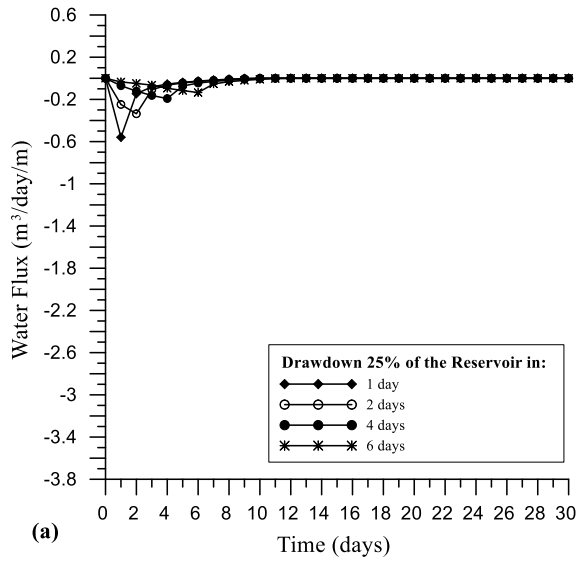 0.6
0.2
-0.2
-0.6
-1
-1.4
-1.8
-2.2
-2.6
-3
-3.4
-3.8
Water Flux (m³/day/m)
Drawdown 25% of the Reservoir in:
1 day
2 days
4 days
6 days
0 2 4 6 8 10 12 14 16 18 20 22 24 26 28 30
(a)
Time (days)